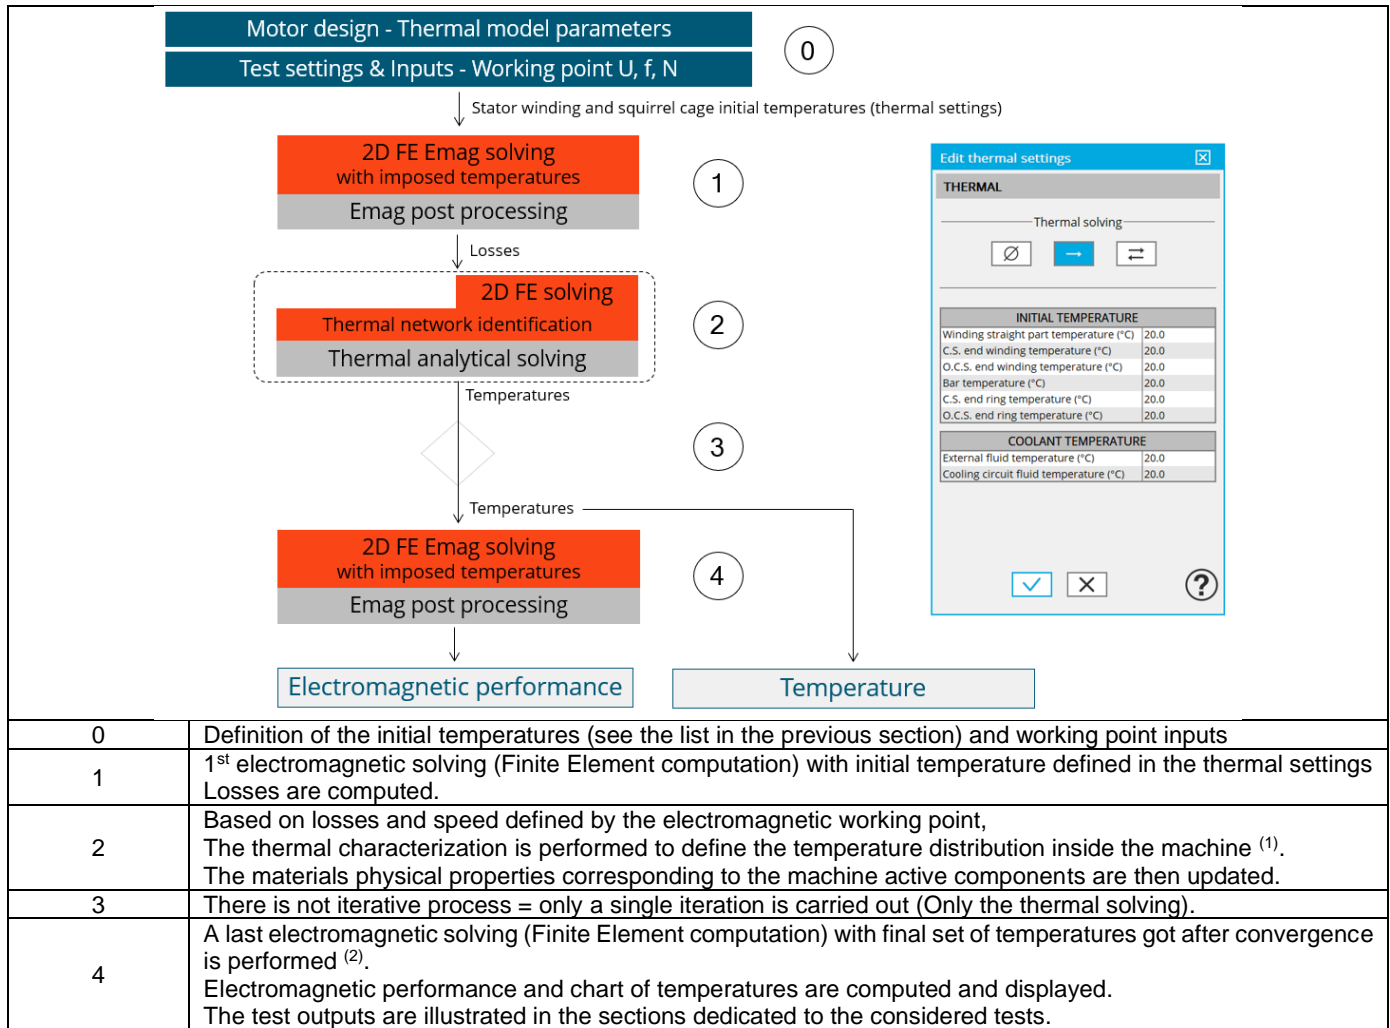 Motor design - Thermal model parameters
Test settings & Inputs - Working point U, f, N
0
Stator winding and squirrel cage initial temperatures (thermal settings)
2D FE Emag solving
with imposed temperatures
Emag post processing
1
Losses
2D FE solving
Thermal network identification
Thermal analytical solving
2
Temperatures
3
Temperatures
2D FE Emag solving
with imposed temperatures
Emag post processing
4
Electromagnetic performance
Temperature
Edit thermal settings
THERMAL
Thermal solving
INITIAL TEMPERATURE
Winding straight part temperature (°C) 20.0
C.S. end winding temperature (°C) 20.0
O.C.S. end winding temperature (°C) 20.0
Bar temperature (°C) 20.0
C.S. end ring temperature (°C) 20.0
O.C.S. end ring temperature (°C) 20.0
COOLANT TEMPERATURE
External fluid temperature (°C) 20.0
Cooling circuit fluid temperature (°C) 20.0
?
0 Definition of the initial temperatures (see the list in the previous section) and working point inputs
1 1st electromagnetic solving (Finite Element computation) with initial temperature defined in the thermal settings
Losses are computed.
2 Based on losses and speed defined by the electromagnetic working point,
The thermal characterization is performed to define the temperature distribution inside the machine (1).
The materials physical properties corresponding to the machine active components are then updated.
3 There is not iterative process = only a single iteration is carried out (Only the thermal solving).
4 A last electromagnetic solving (Finite Element computation) with final set of temperatures got after convergence
is performed (2).
Electromagnetic performance and chart of temperatures are computed and displayed.
The test outputs are illustrated in the sections dedicated to the considered tests.